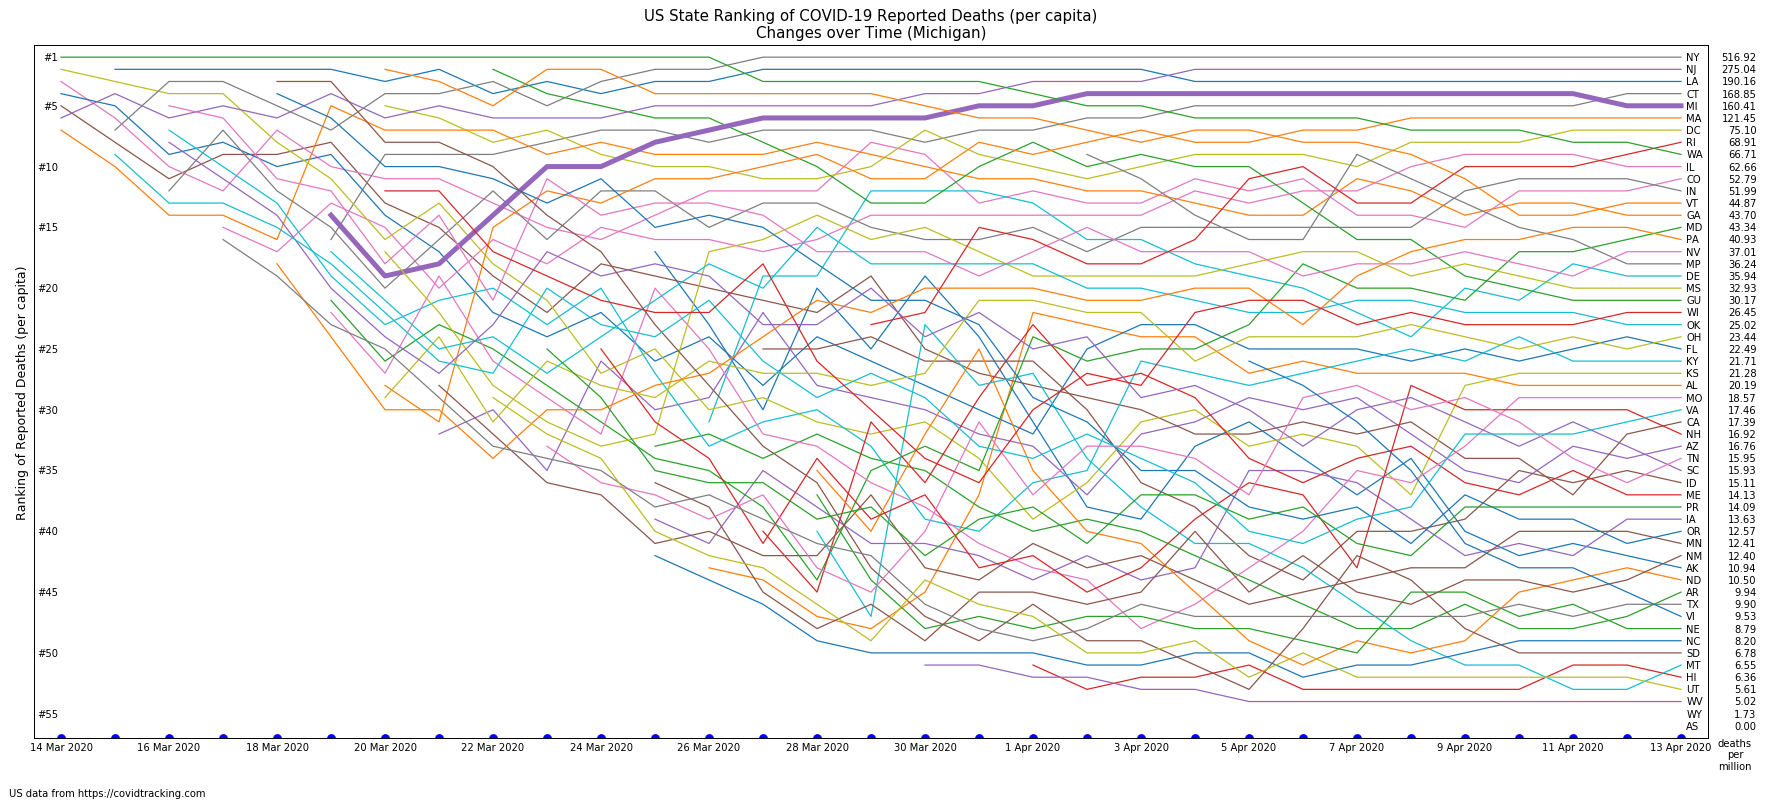 US State Ranking of COVID-19 Reported Deaths (per capita)
Changes over Time (Michigan)
Ranking of Reported Deaths (per capita)
#1
#5
#10
#15
#20
#25
#30
#35
#40
#45
#50
#55
NY 516.92
NJ 275.04
LA 190.16
CT 168.85
MI 160.41
MA 121.45
DC 75.10
RI 68.91
WA 66.71
IL 62.66
CO 52.79
IN 51.99
VT 44.87
GA 43.70
MD 43.34
PA 40.93
NV 37.01
MP 36.24
DE 35.94
MS 32.93
GU 30.17
WI 26.45
OK 25.02
OH 23.44
FL 22.49
KY 21.71
KS 21.28
AL 20.19
MO 18.57
VA 17.46
CA 17.39
NH 16.92
AZ 16.76
TN 15.95
SC 15.93
ID 15.11
ME 14.13
PR 14.09
IA 13.63
OR 12.57
MN 12.41
NM 12.40
AK 10.94
ND 10.50
AR 9.94
TX 9.90
VI 9.53
NE 8.79
NC 8.20
SD 6.78
MT 6.55
HI 6.36
UT 5.61
WV 5.02
WY 1.73
AS 0.00
14 Mar 2020 16 Mar 2020 18 Mar 2020 20 Mar 2020 22 Mar 2020 24 Mar 2020 26 Mar 2020 28 Mar 2020 30 Mar 2020 1 Apr 2020 3 Apr 2020 5 Apr 2020 7 Apr 2020 9 Apr 2020 11 Apr 2020 13 Apr 2020
deaths
per
million
US data from https://covidtracking.com